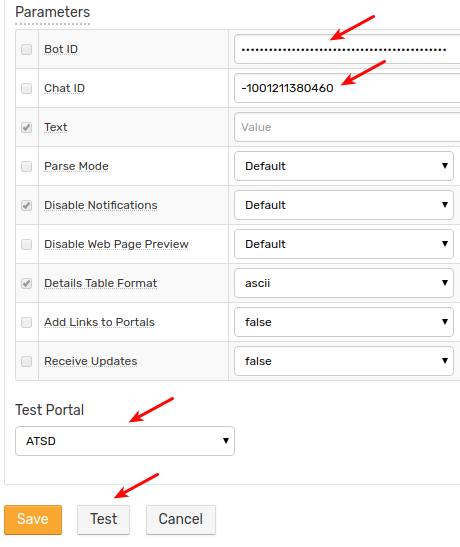 Parameters
Bot ID ••••••••••••••••••••••••••••••••••••••••••••••
Chat ID -1001211380460
Text Value
Parse Mode Default
Disable Notifications Default
Disable Web Page Preview Default
Details Table Format ascii
Add Links to Portals false
Receive Updates false
Test Portal
ATSD
Save Test Cancel